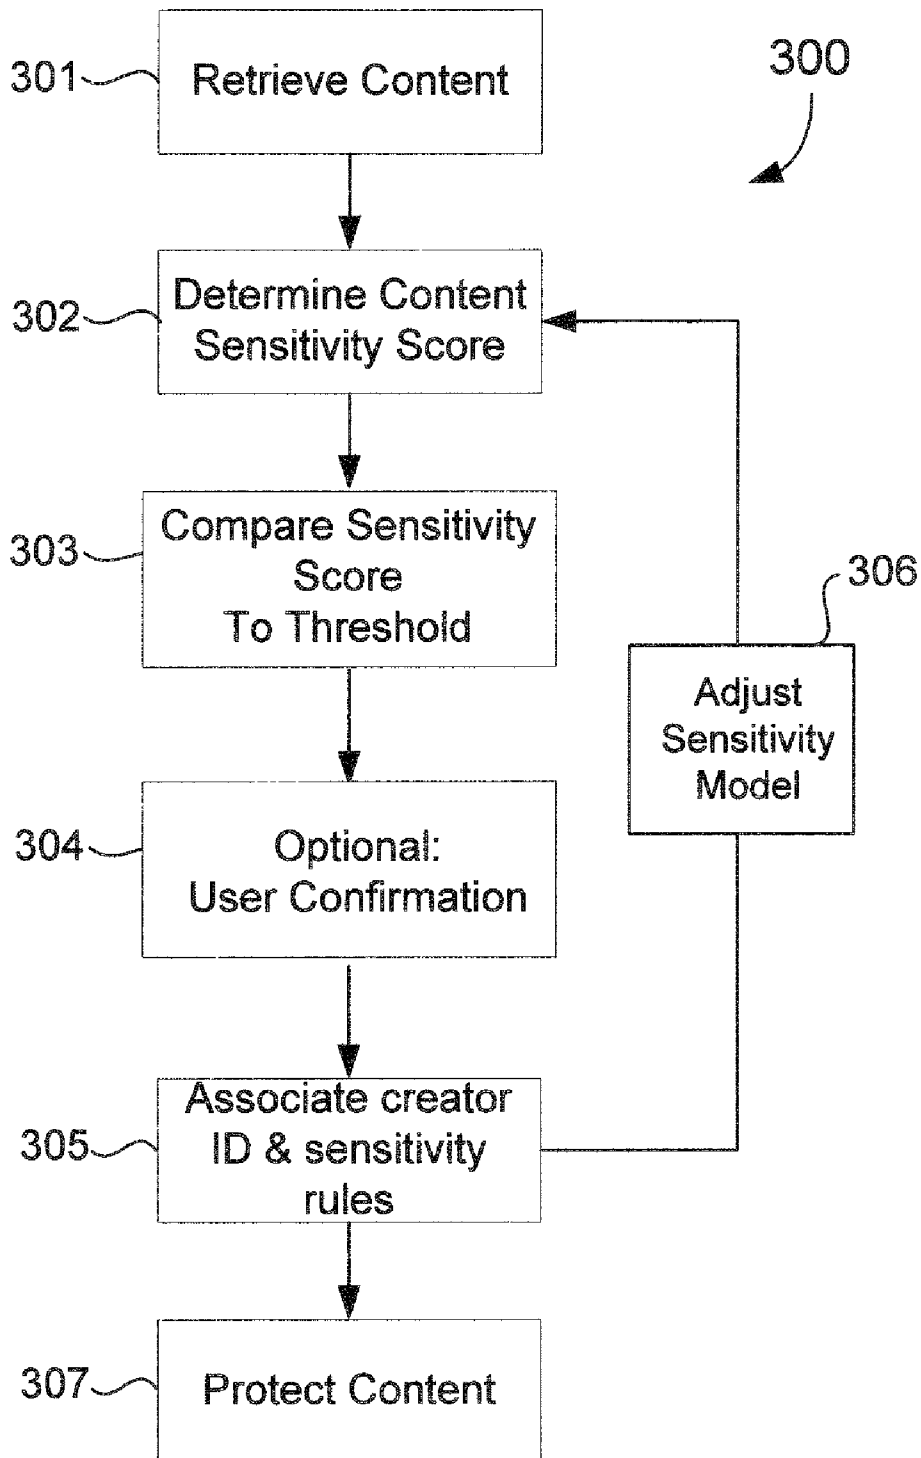 300
301
Retrieve Content
302
Determine Content
Sensitivity Score
303
Compare Sensitivity
Score
To Threshold
306
Adjust
Sensitivity
Model
304
Optional:
User Confirmation
305
Associate creator
ID & sensitivity
rules
307
Protect Content